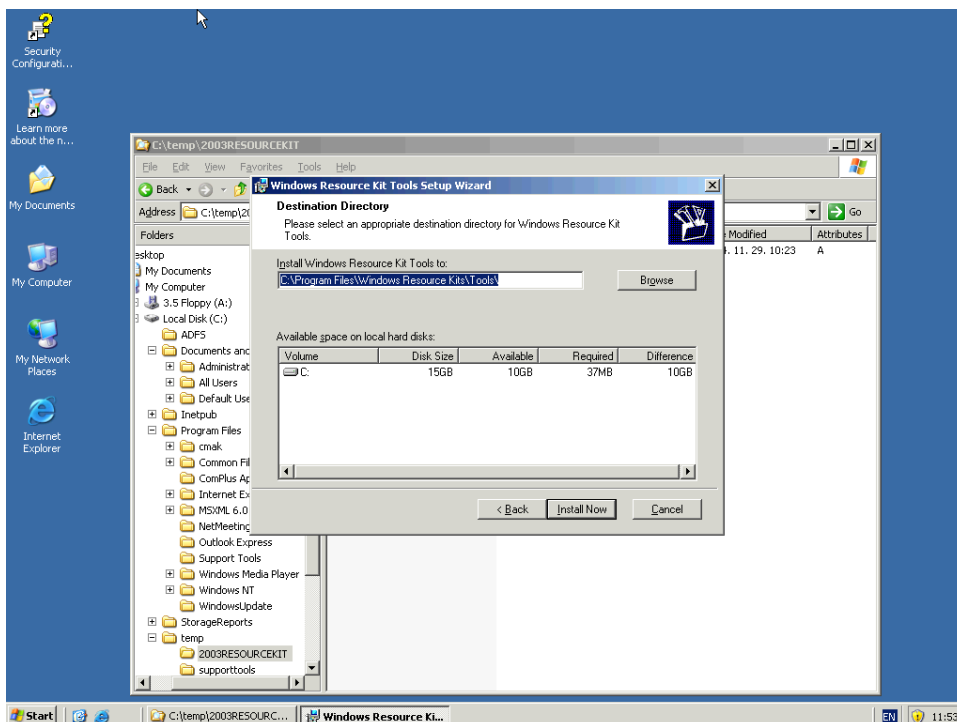 Security
Configurati...
Learn more
about the n...
My Documents
My Computer
My Network
Places
Internet
Explorer
C:\temp\2003RESOURCEKIT
File Edit View Favorites Tools Help
Back
Address C:\temp\20 Go
Folders
Modified Attributes
11. 29. 10:23 A
esktop
My Documents
My Computer
3.5 Floppy (A:)
Local Disk (C:)
ADFS
Documents and
Administrat
All Users
Default Use
Inetpub
Program Files
cmak
Common Fil
ComPlus Ap
Internet Ex
MSXML 6.0
NetMeeting
Outlook Express
Support Tools
Windows Media Player
Windows NT
WindowsUpdate
StorageReports
temp
2003RESOURCEKIT
supporttools
Windows Resource Kit Tools Setup Wizard
Destination Directory
Please select an appropriate destination directory for Windows Resource Kit
Tools.
Install Windows Resource Kit Tools to:
C:\Program Files\Windows Resource Kits\Tools\
Browse
Available space on local hard disks:
Volume Disk Size Available Required Difference
C: 15GB 10GB 37MB 10GB
< Back Install Now Cancel
Start C:\temp\2003RESOURC... Windows Resource Ki... EN 11:53